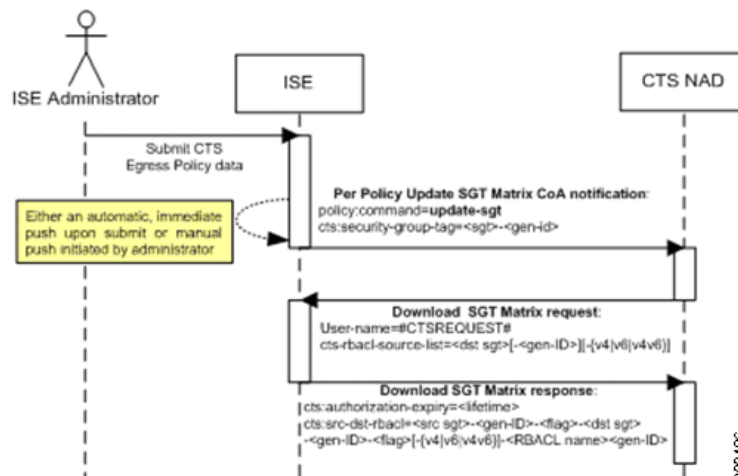 ISE Administrator
ISE
CTS NAD
Submit CTS
Egress Policy data
Either an automatic, immediate
push upon submit or manual
push initiated by administrator
Per Policy Update SGT Matrix CoA notification:
policy:command=update-sgt
cts:security-group-tag=<sgt>-<gen-id>
Download SGT Matrix request:
User-name=#CTSREQUEST#
cts-rbacl-source-list=<dst sgt>[-<gen-ID>][-{v4|v6|v4v6}]
Download SGT Matrix response:
cts:authorization-expiry=<lifetime>
cts:src-dst-rbacl=<src sgt>-<gen-ID>-<flag>-<dst sgt>
-<gen-ID>-<flag>[-{v4|v6|v4v6}]-<RBACL name><gen-ID>